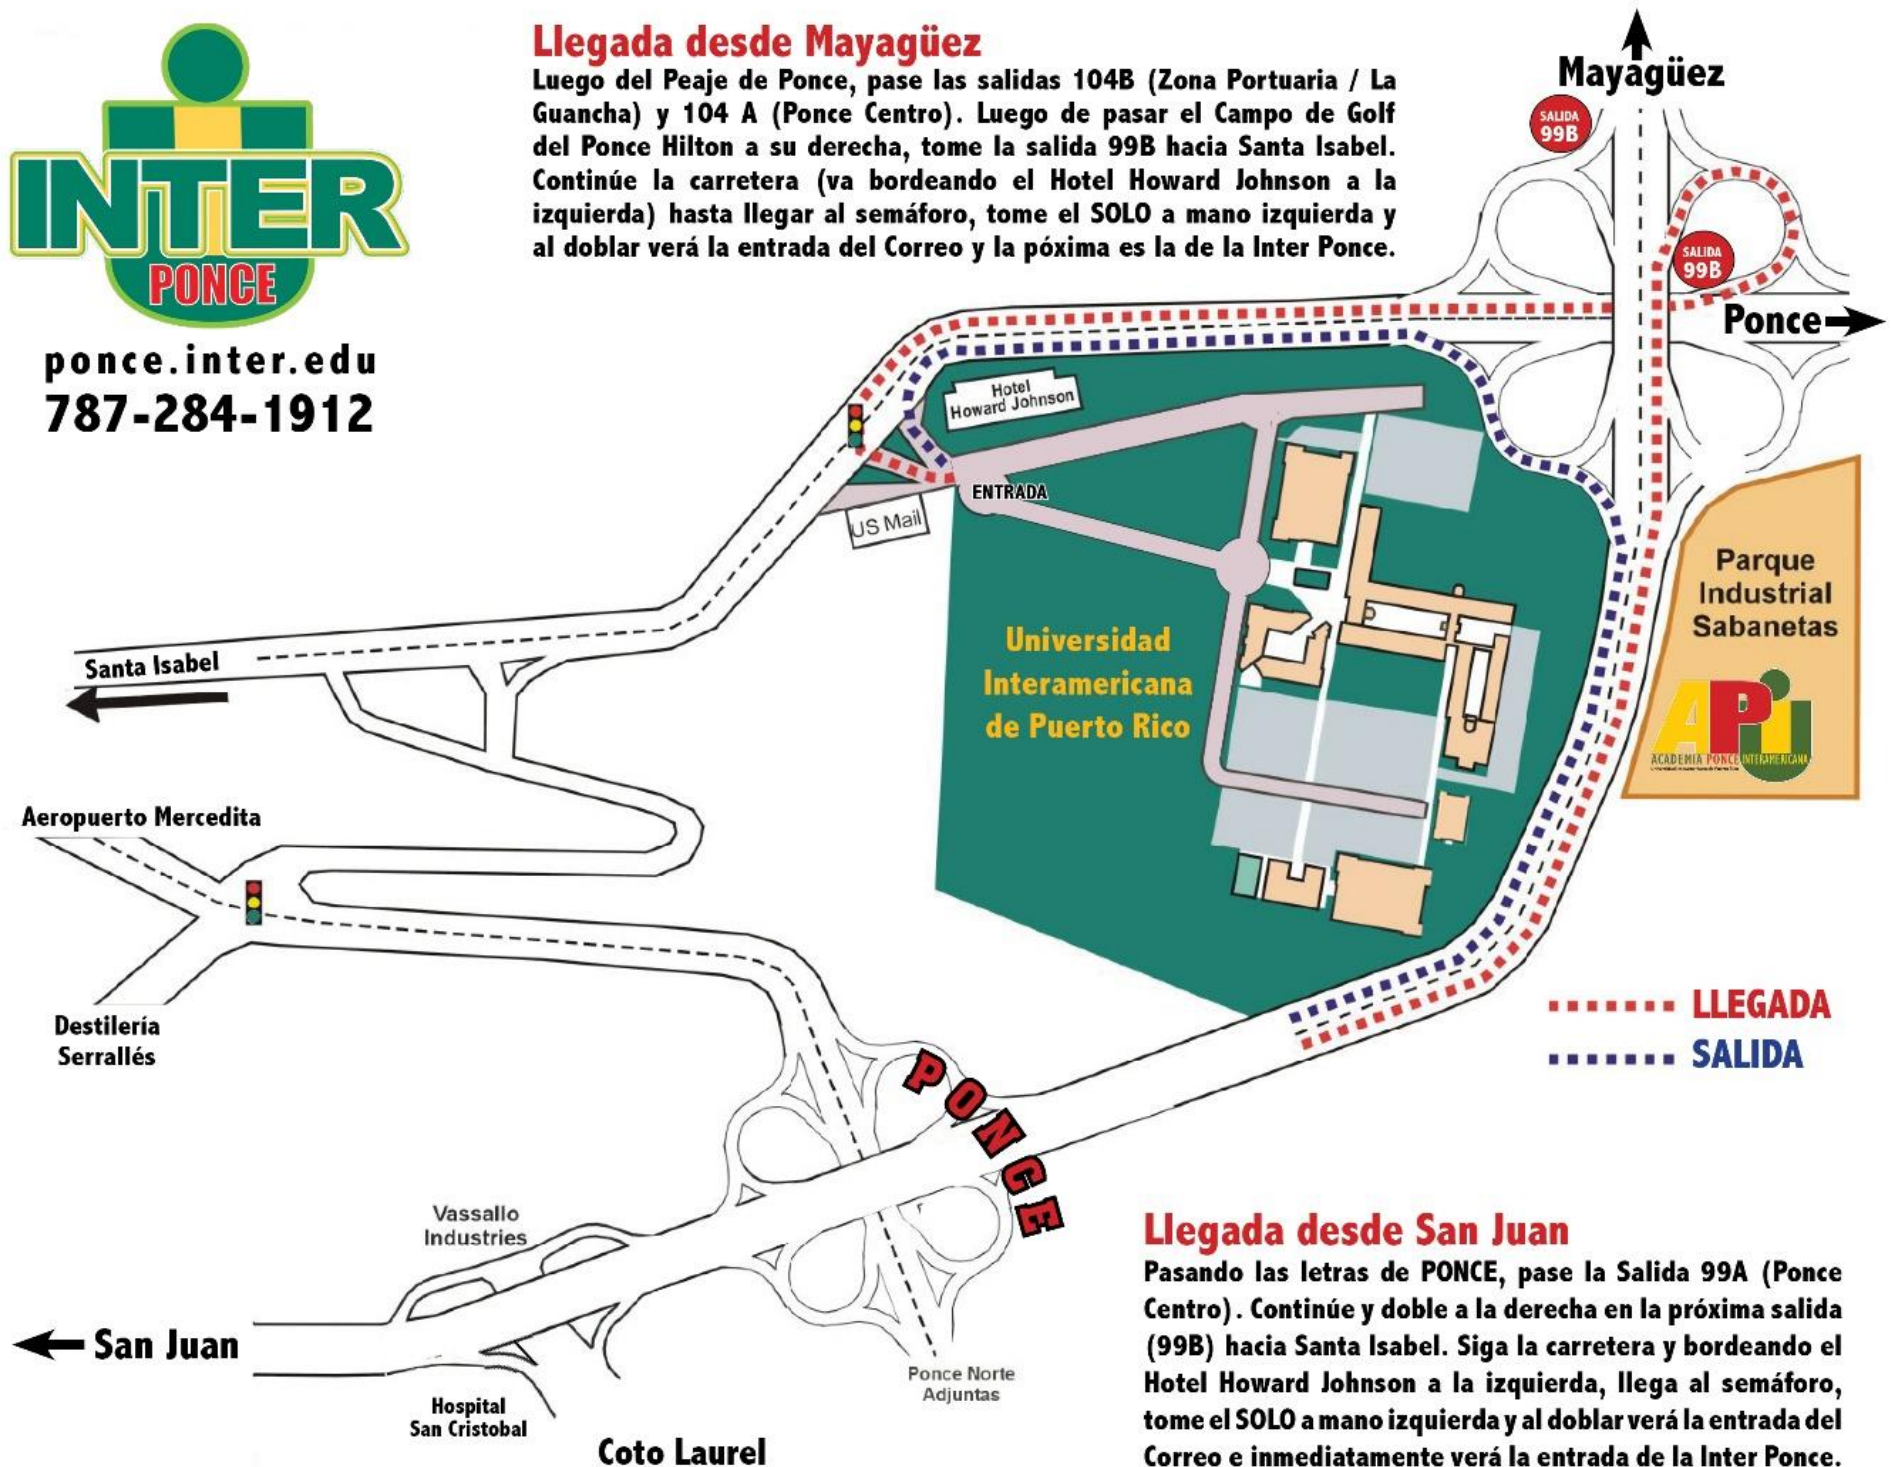 INTER
PONCE
ponce.inter.edu
787-284-1912
Llegada desde Mayagüez
Luego del Peaje de Ponce, pase las salidas 104B (Zona Portuaria / La
Guancha) y 104 A (Ponce Centro). Luego de pasar el Campo de Golf
del Ponce Hilton a su derecha, tome la salida 99B hacia Santa Isabel.
Continúe la carretera (va bordeando el Hotel Howard Johnson a la
izquierda) hasta llegar al semáforo, tome el SOLO a mano izquierda y
al doblar verá la entrada del Correo y la póxima es la de la Inter Ponce.
Mayagüez
SALIDA
99B
SALIDA
99B
Ponce
Hotel
Howard Johnson
ENTRADA
US Mail
Universidad
Interamericana
de Puerto Rico
Parque
Industrial
Sabanetas
API
ACADEMIA PONCE INTERAMERICANA
Santa Isabel
Aeropuerto Mercedita
Destilería
Serrallés
LLEGADA
SALIDA
PONCE
Vassallo
Industries
San Juan
Hospital
San Cristobal
Coto Laurel
Ponce Norte
Adjuntas
Llegada desde San Juan
Pasando las letras de PONCE, pase la Salida 99A (Ponce
Centro). Continúe y doble a la derecha en la próxima salida
(99B) hacia Santa Isabel. Siga la carretera y bordeando el
Hotel Howard Johnson a la izquierda, llega al semáforo,
tome el SOLO a mano izquierda y al doblar verá la entrada del
Correo e inmediatamente verá la entrada de la Inter Ponce.